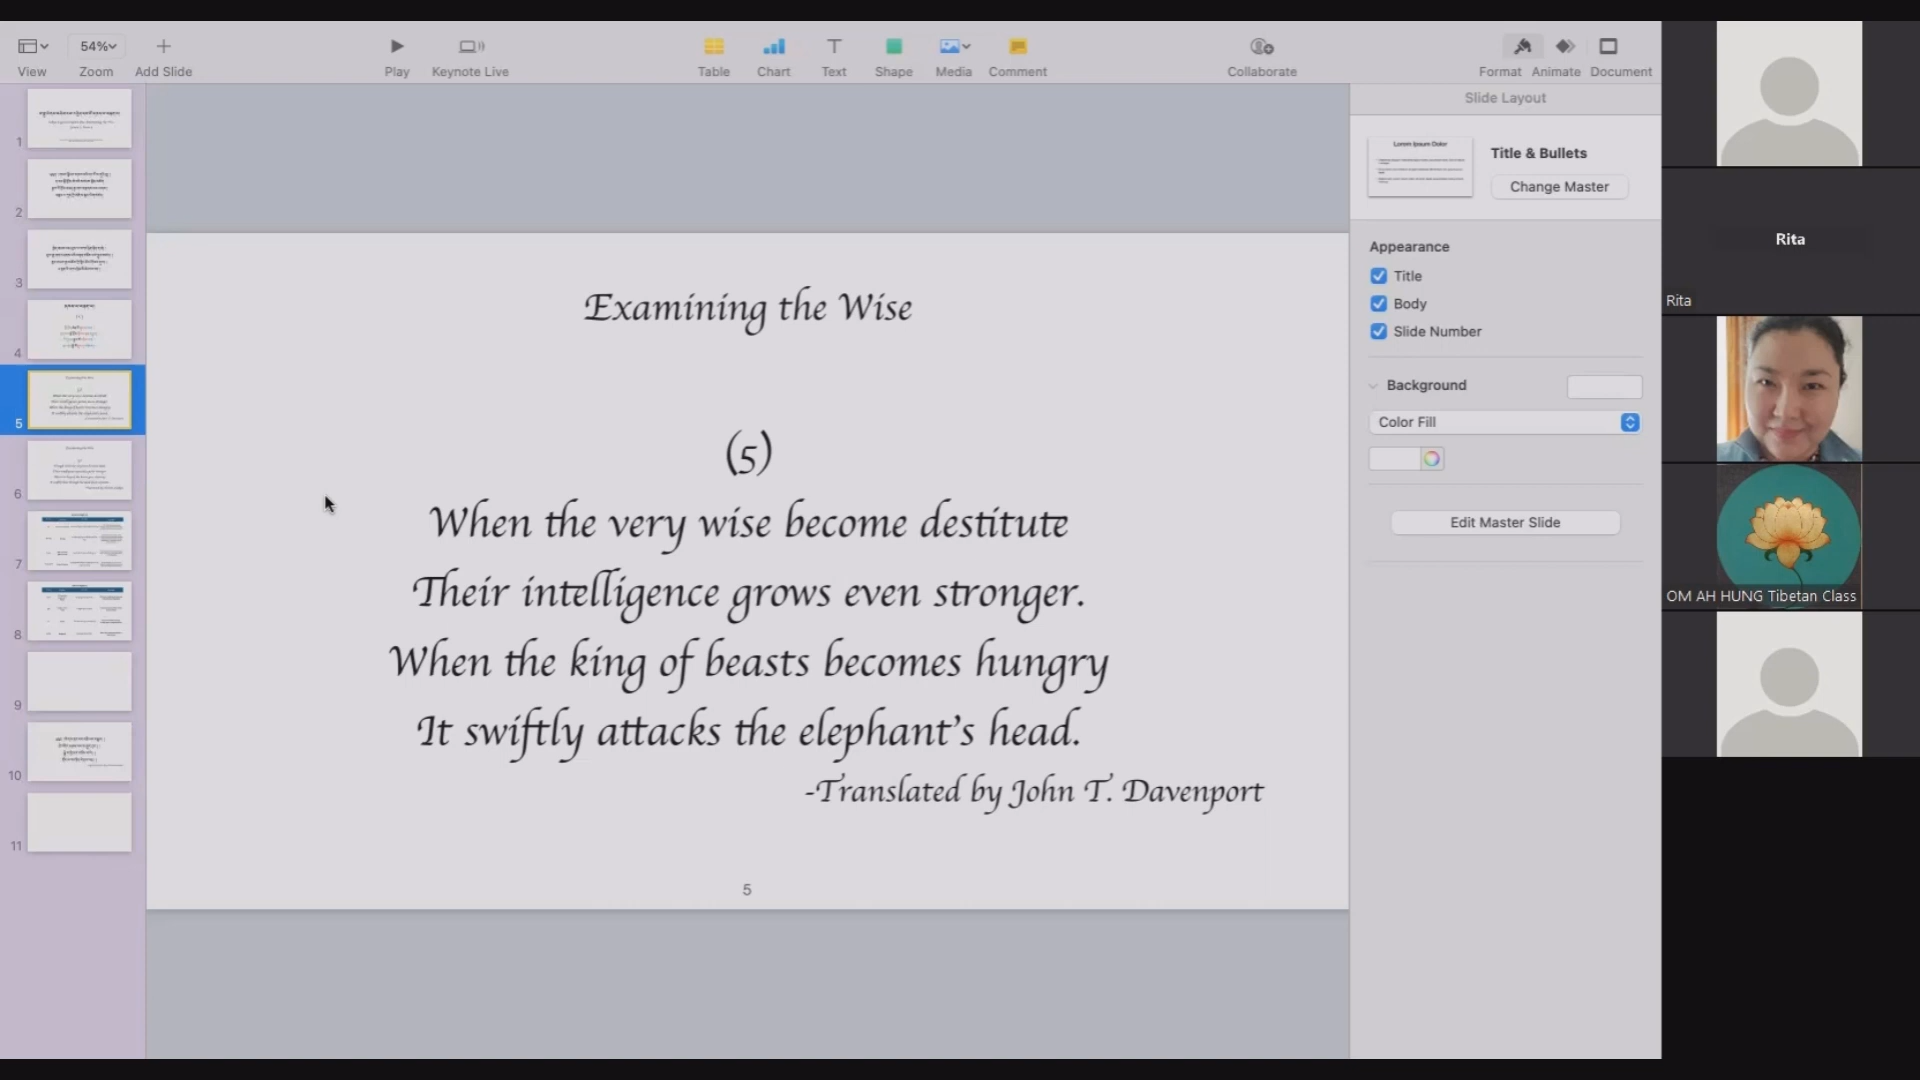 View
54%
Zoom
Add Slide
Play
Keynote Live
Table
Chart
Text
Shape
Media
Comment
Collaborate
Format
Animate
Document
1
2
3
4
5
6
7
8
9
10
11
Examining the Wise
(5)
When the very wise become destitute
Their intelligence grows even stronger.
When the king of beasts becomes hungry
It swiftly attacks the elephant's head.
-Translated by John T. Davenport
5
Slide Layout
Lorem Ipsum Dolor
Title & Bullets
Change Master
Appearance
Title
Body
Slide Number
Background
Color Fill
Edit Master Slide
Rita
Rita
OM AH HUNG Tibetan Class